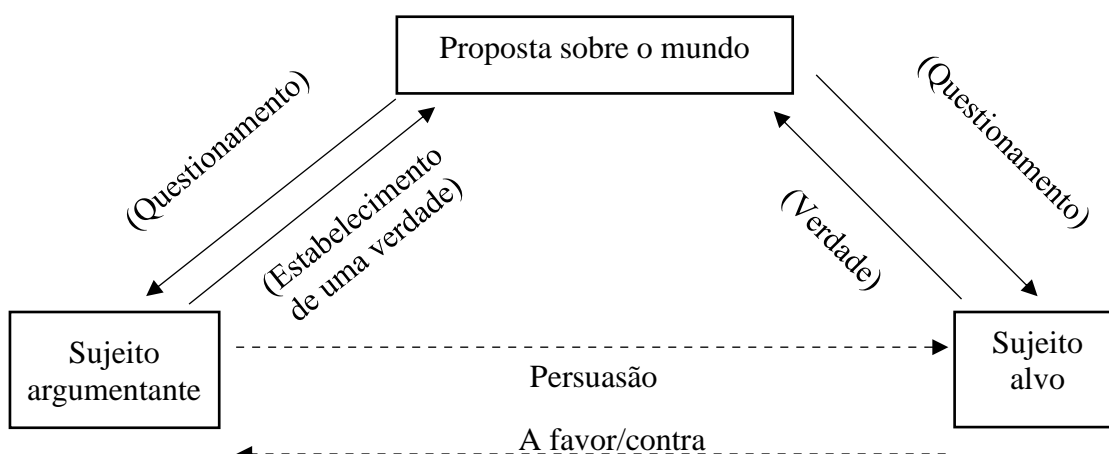 Proposta sobre o mundo
(Questionamento)
(Estabelecimento
de uma verdade)
(Verdade)
(Questionamento)
Sujeito
argumentante
Persuasão
Sujeito
alvo
A favor/contra